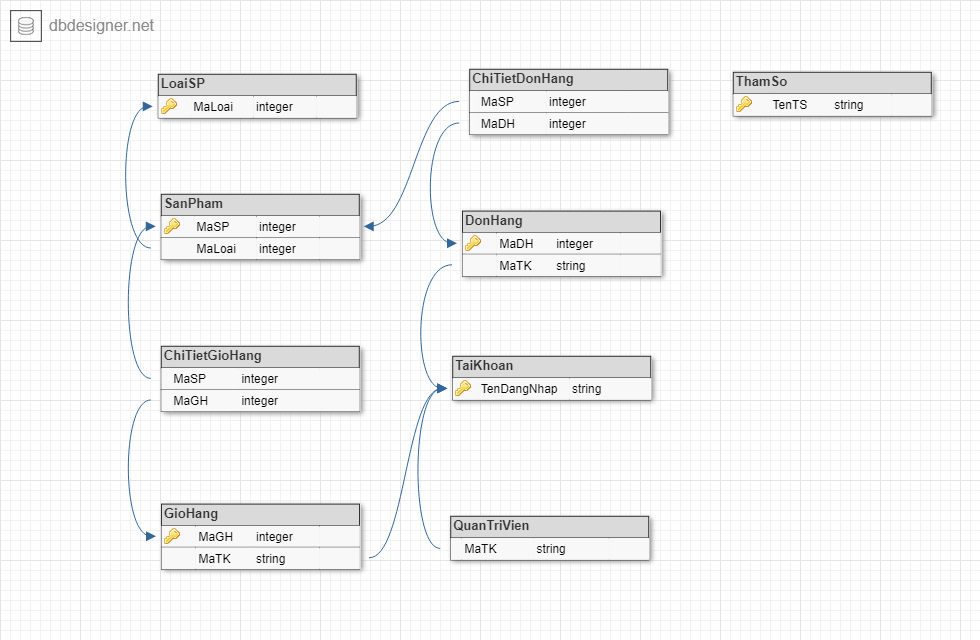 dbdesigner.net
LoaiSP
MaLoai integer
ChiTietDonHang
MaSP integer
MaDH integer
ThamSo
TenTS string
SanPham
MaSP integer
MaLoai integer
DonHang
MaDH integer
MaTK string
ChiTietGioHang
MaSP integer
MaGH integer
TaiKhoan
TenDangNhap string
GioHang
MaGH integer
MaTK string
QuanTriVien
MaTK string